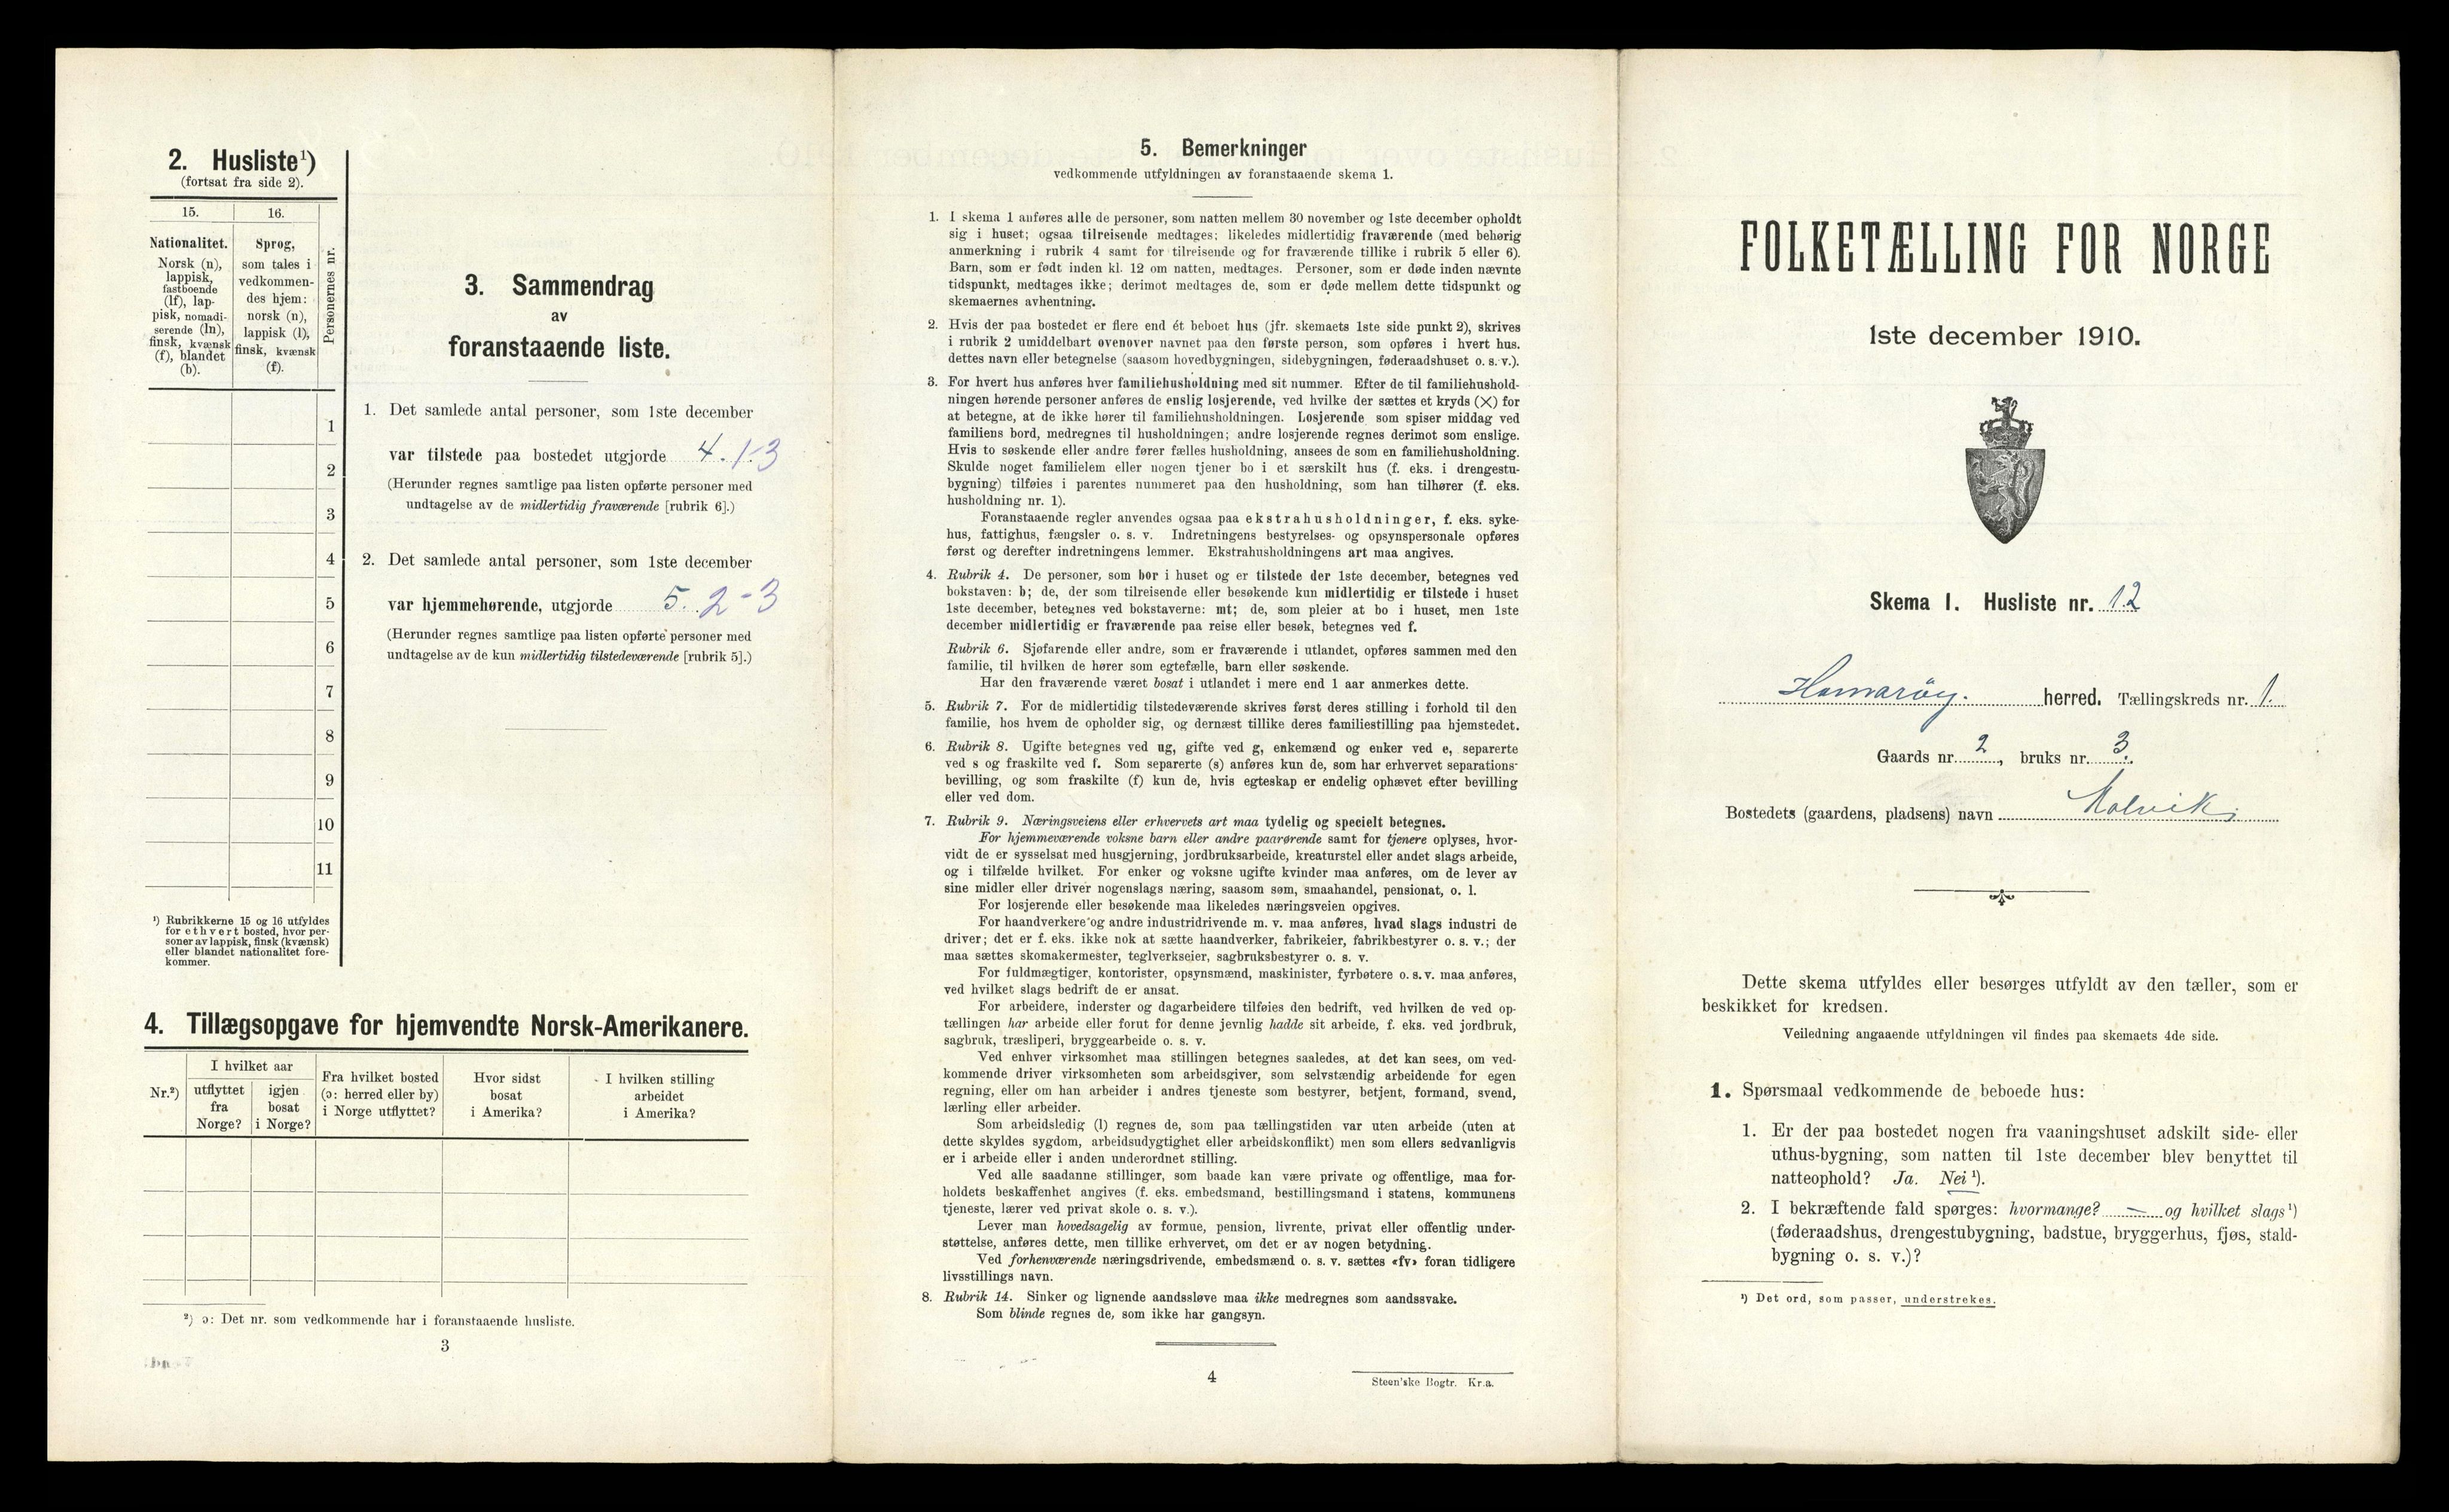 2. Husliste¹)
(fortsat fra side 2).
15.
16.
Personernes nr.
Nationalitet.
Norsk (n),
lappisk,
fastboende
(lf), lap-
pisk, nomadi-
serende (ln),
finsk, kvænsk
(f), blandet
(b).
Sprog,
som tales i
vedkommen-
des hjem:
norsk (n),
lappisk (l),
finsk, kvænsk
(f).
1
2
3
4
5
6
7
8
9
10
11
¹) Rubrikkerne 15 og 16 utfyldes
for ethvert bosted, hvor per-
soner av lappisk, finsk (kvænsk)
eller blandet nationalitet fore-
kommer.
3. Sammendrag
av
foranstaaende liste.
1. Det samlede antal personer, som 1ste december
var tilstede paa bostedet utgjorde 4. 1-3
(Herunder regnes samtlige paa listen opførte personer med
undtagelse av de midlertidig fraværende [rubrik 6].)
2. Det samlede antal personer, som 1ste december
var hjemmehørende, utgjorde 5. 2-3
(Herunder regnes samtlige paa listen opførte personer med
undtagelse av de kun midlertidig tilstedeværende [rubrik 5].)
4. Tillægsopgave for hjemvendte Norsk-Amerikanere.
Nr.²)
I hvilket aar
utflyttet
fra
Norge?
igjen
bosat
i Norge?
Fra hvilket bosted
(ɔ: herred eller by)
i Norge utflyttet?
Hvor sidst
bosat
i Amerika?
I hvilken stilling
arbeidet
i Amerika?
²) ɔ: Det nr. som vedkommende har i foranstaaende husliste.
3
5. Bemerkninger
vedkommende utfyldningen av foranstaaende skema 1.
1. I skema 1 anføres alle de personer, som natten mellem 30 november og 1ste december opholdt
sig i huset; ogsaa tilreisende medtages; likeledes midlertidig fraværende (med behørig
anmerkning i rubrik 4 samt for tilreisende og for fraværende tillike i rubrik 5 eller 6).
Barn, som er født inden kl. 12 om natten, medtages. Personer, som er døde inden nævnte
tidspunkt, medtages ikke; derimot medtages de, som er døde mellem dette tidspunkt og
skemaernes avhentning.
2. Hvis der paa bostedet er flere end ét beboet hus (jfr. skemaets 1ste side punkt 2), skrives
i rubrik 2 umiddelbart ovenover navnet paa den første person, som opføres i hvert hus.
dettes navn eller betegnelse (saasom hovedbygningen, sidebygningen, føderaadshuset o. s. v.).
3. For hvert hus anføres hver familiehusholdning med sit nummer. Efter de til familiehushold-
ningen hørende personer anføres de enslig losjerende, ved hvilke der sættes et kryds (×) for
at betegne, at de ikke hører til familiehusholdningen. Losjerende som spiser middag ved
familiens bord, medregnes til husholdningen; andre losjerende regnes derimot som enslige.
Hvis to søskende eller andre fører fælles husholdning, ansees de som en familiehusholdning.
Skulde noget familielem eller nogen tjener bo i et særskilt hus (f. eks. i drengestu-
bygning) tilføies i parentes nummeret paa den husholdning, som han tilhører (f. eks.
husholdning nr. 1).
Foranstaaende regler anvendes ogsaa paa ekstrahusholdninger, f. eks. syke-
hus, fattighus, fængsler o. s. v. Indretningens bestyrelses- og opsynspersonale opføres
først og derefter indretningens lemmer. Ekstrahusholdningens art maa angives.
4. Rubrik 4. De personer, som bor i huset og er tilstede der 1ste december, betegnes ved
bokstaven: b; de, der som tilreisende eller besøkende kun midlertidig er tilstede i huset
1ste december, betegnes ved bokstaverne: mt; de, som pleier at bo i huset, men 1ste
december midlertidig er fraværende paa reise eller besøk, betegnes ved f.
Rubrik 6. Sjøfarende eller andre, som er fraværende i utlandet, opføres sammen med den
familie, til hvilken de hører som egtefælle, barn eller søskende.
Har den fraværende været bosat i utlandet i mere end 1 aar anmerkes dette.
5. Rubrik 7. For de midlertidig tilstedeværende skrives først deres stilling i forhold til den
familie, hos hvem de opholder sig, og dernæst tillike deres familiestilling paa hjemstedet.
6. Rubrik 8. Ugifte betegnes ved ug, gifte ved g, enkemænd og enker ved e, separerte
ved s og fraskilte ved f. Som separerte (s) anføres kun de, som har erhvervet separations-
bevilling, og som fraskilte (f) kun de, hvis egteskap er endelig ophævet efter bevilling
eller ved dom.
7. Rubrik 9. Næringsveiens eller erhvervets art maa tydelig og specielt betegnes.
For hjemmeværende voksne barn eller andre paarørende samt for tjenere oplyses, hvor-
vidt de er sysselsat med husgjerning, jordbruksarbeide, kreaturstel eller andet slags arbeide,
og i tilfælde hvilket. For enker og voksne ugifte kvinder maa anføres, om de lever av
sine midler eller driver nogenslags næring, saasom søm, smaahandel, pensionat, o. l.
For losjerende eller besøkende maa likeledes næringsveien opgives.
For haandverkere og andre industridrivende m. v. maa anføres, hvad slags industri de
driver; det er f. eks. ikke nok at sætte haandverker, fabrikeier, fabrikbestyrer o. s. v.; der
maa sættes skomakermester, teglverkseier, sagbruksbestyrer o. s. v.
For fuldmægtiger, kontorister, opsynsmænd, maskinister, fyrbøtere o. s. v. maa anføres,
ved hvilket slags bedrift de er ansat.
For arbeidere, inderster og dagarbeidere tilføies den bedrift, ved hvilken de ved op-
tællingen har arbeide eller forut for denne jevnlig hadde sit arbeide, f. eks. ved jordbruk,
sagbruk, træsliperi, bryggearbeide o. s. v.
Ved enhver virksomhet maa stillingen betegnes saaledes, at det kan sees, om ved-
kommende driver virksomheten som arbeidsgiver, som selvstændig arbeidende for egen
regning, eller om han arbeider i andres tjeneste som bestyrer, betjent, formand, svend,
lærling eller arbeider.
Som arbeidsledig (l) regnes de, som paa tællingstiden var uten arbeide (uten at
dette skyldes sygdom, arbeidsudygtighet eller arbeidskonflikt) men som ellers sedvanligvis
er i arbeide eller i anden underordnet stilling.
Ved alle saadanne stillinger, som baade kan være private og offentlige, maa for-
holdets beskaffenhet angives (f. eks. embedsmand, bestillingsmand i statens, kommunens
tjeneste, lærer ved privat skole o. s. v.).
Lever man hovedsagelig av formue, pension, livrente, privat eller offentlig under-
støttelse, anføres dette, men tillike erhvervet, om det er av nogen betydning.
Ved forhenværende næringsdrivende, embedsmænd o. s. v. sættes «fv» foran tidligere
livsstillings navn.
8. Rubrik 14. Sinker og lignende aandssløve maa ikke medregnes som aandssvake.
Som blinde regnes de, som ikke har gangsyn.
4
Steen'ske Bogtr. Kr.a.
FOLKETÆLLING FOR NORGE
1ste december 1910.
Skema 1. Husliste nr. 12
Hamaröy. herred. Tællingskreds nr. 1.
Gaards nr. 2, bruks nr. 3.
Bostedets (gaardens, pladsens) navn
Dette skema utfyldes eller besørges utfyldt av den tæller, som er
beskikket for kredsen.
Veiledning angaaende utfyldningen vil findes paa skemaets 4de side.
1. Spørsmaal vedkommende de beboede hus:
1. Er der paa bostedet nogen fra vaaningshuset adskilt side- eller
uthus-bygning, som natten til 1ste december blev benyttet til
natteophold? Ja. Nei ¹).
2. I bekræftende fald spørges: hvormange? — og hvilket slags ¹)
(føderaadshus, drengestubygning, badstue, bryggerhus, fjøs, stald-
bygning o. s. v.)?
¹) Det ord, som passer, understrekes.